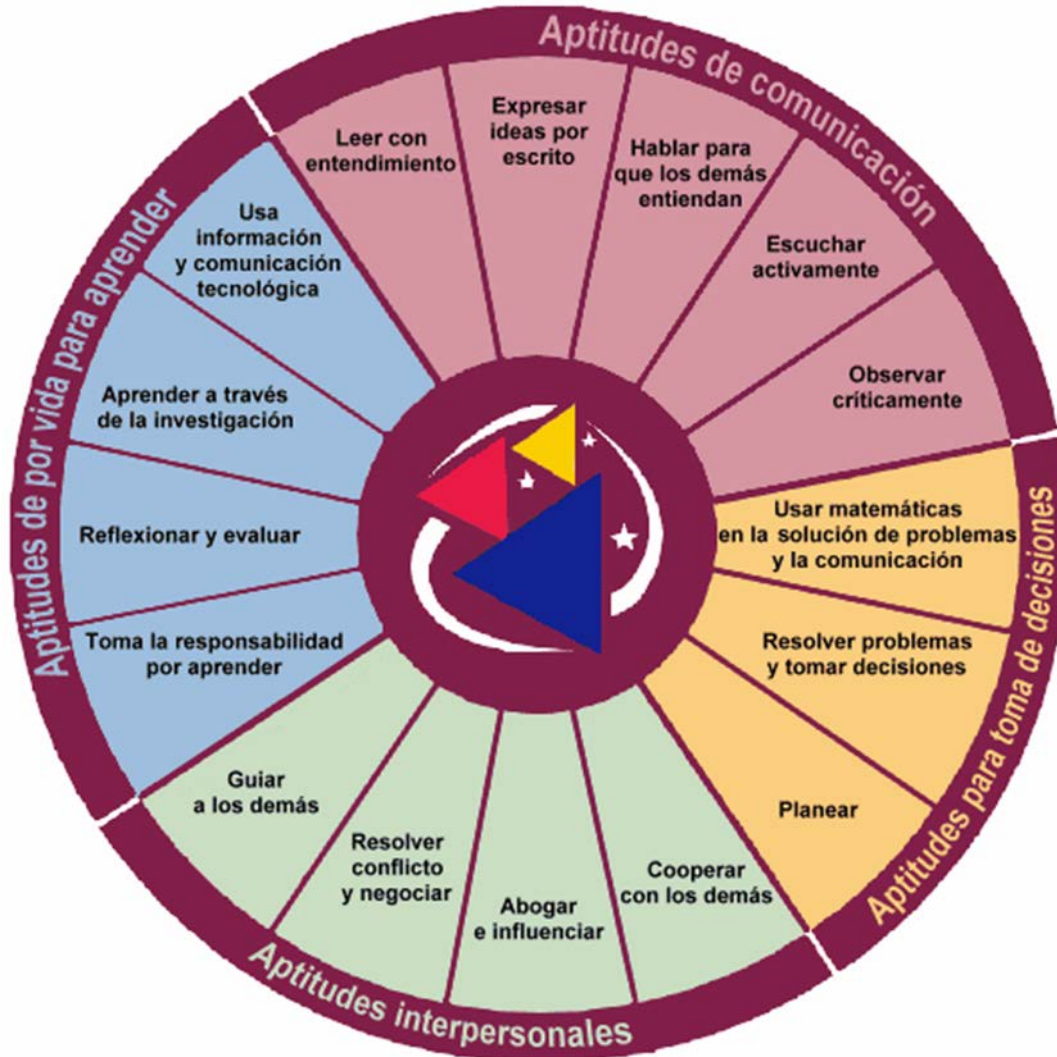 Aptitudes de comunicación
Leer con
entendimiento
Expresar
ideas por
escrito
Hablar para
que los demás
entiendan
Escuchar
activamente
Observar
críticamente
Aptitudes para toma de decisiones
Usar matemáticas
en la solución de problemas
y la comunicación
Resolver problemas
y tomar decisiones
Planear
Aptitudes interpersonales
Cooperar
con los demás
Abogar
e influenciar
Resolver
conflicto
y negociar
Guiar
a los demás
Aptitudes de por vida para aprender
Toma la responsabilidad
por aprender
Reflexionar y evaluar
Aprender a través
de la investigación
Usa
información
y comunicación
tecnológica